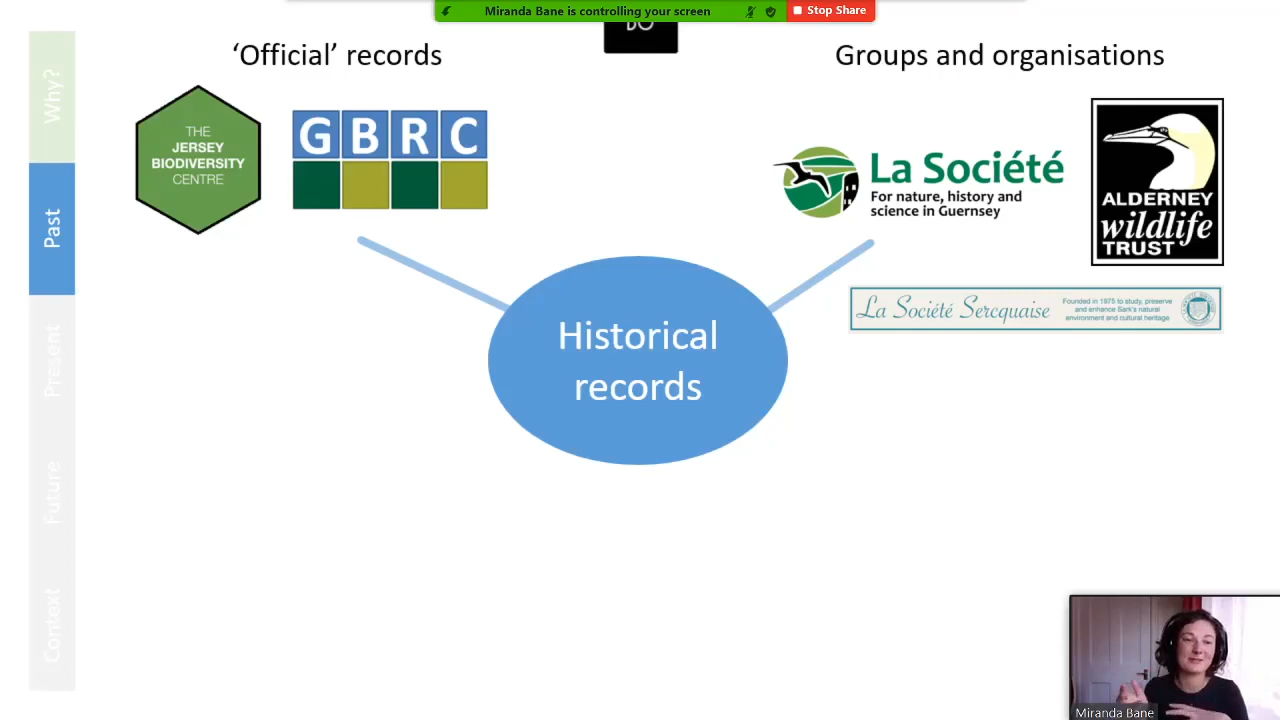 Miranda Bane is controlling your screen
Stop Share
'Official' records
Groups and organisations
Why?
Past
Present
Future
Context
THE
JERSEY
BIODIVERSITY
CENTRE
GBRC
La Société
For nature, history and
science in Guernsey
ALDERNEY
wildlife
TRUST
La Société Sercquaise
Founded in 1975 to study, preserve
and enhance Sark's natural
environment and cultural heritage
Historical
records
Miranda Bane